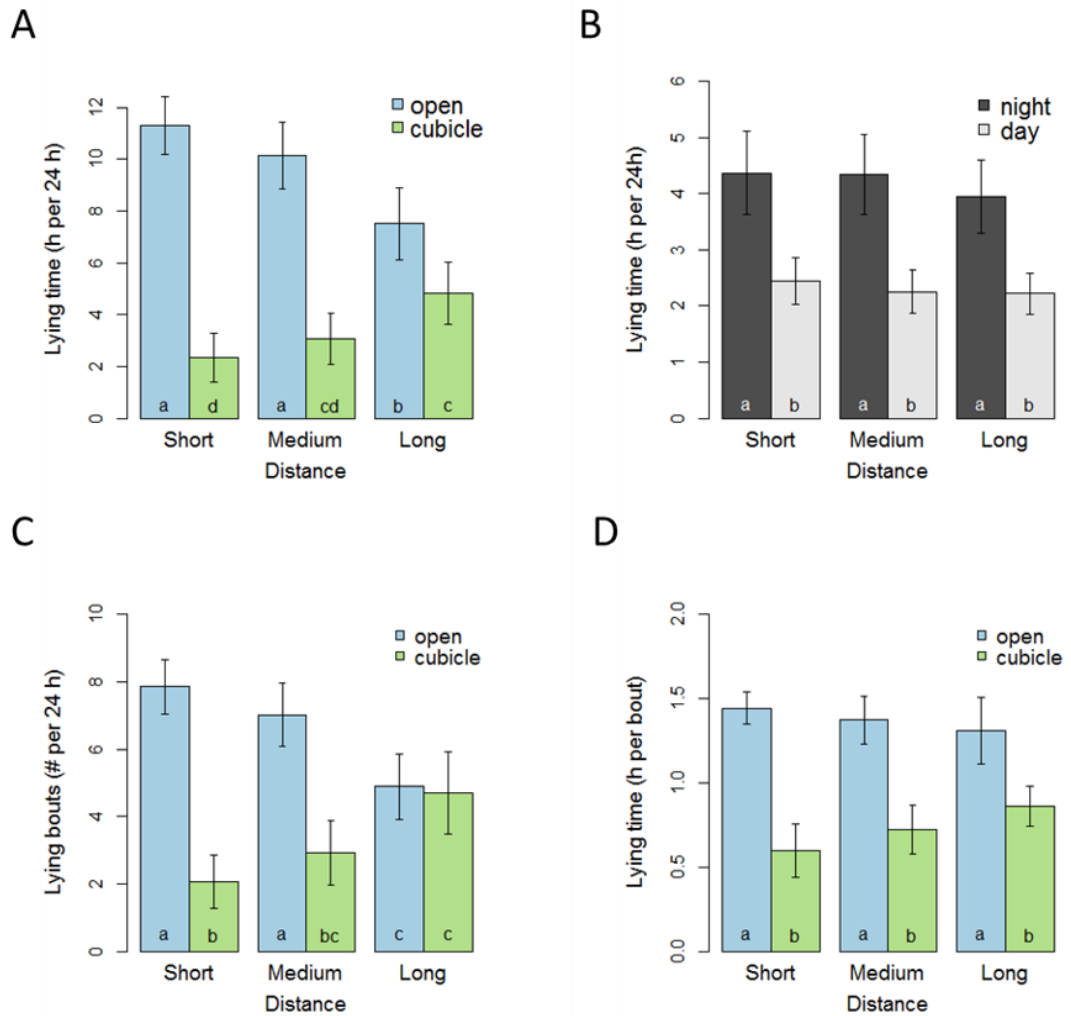 A
Lying time (h per 24 h)
12
10
8
6
4
2
0
open
cubicle
a d a cd b c
Short Medium Long
Distance
B
Lying time (h per 24h)
6
5
4
3
2
1
0
night
day
a b a b a b
Short Medium Long
Distance
C
Lying bouts (# per 24 h)
10
8
6
4
2
0
open
cubicle
a b a bc c c
Short Medium Long
Distance
D
Lying time (h per bout)
2.0
1.5
1.0
0.5
0.0
open
cubicle
a b a b a b
Short Medium Long
Distance